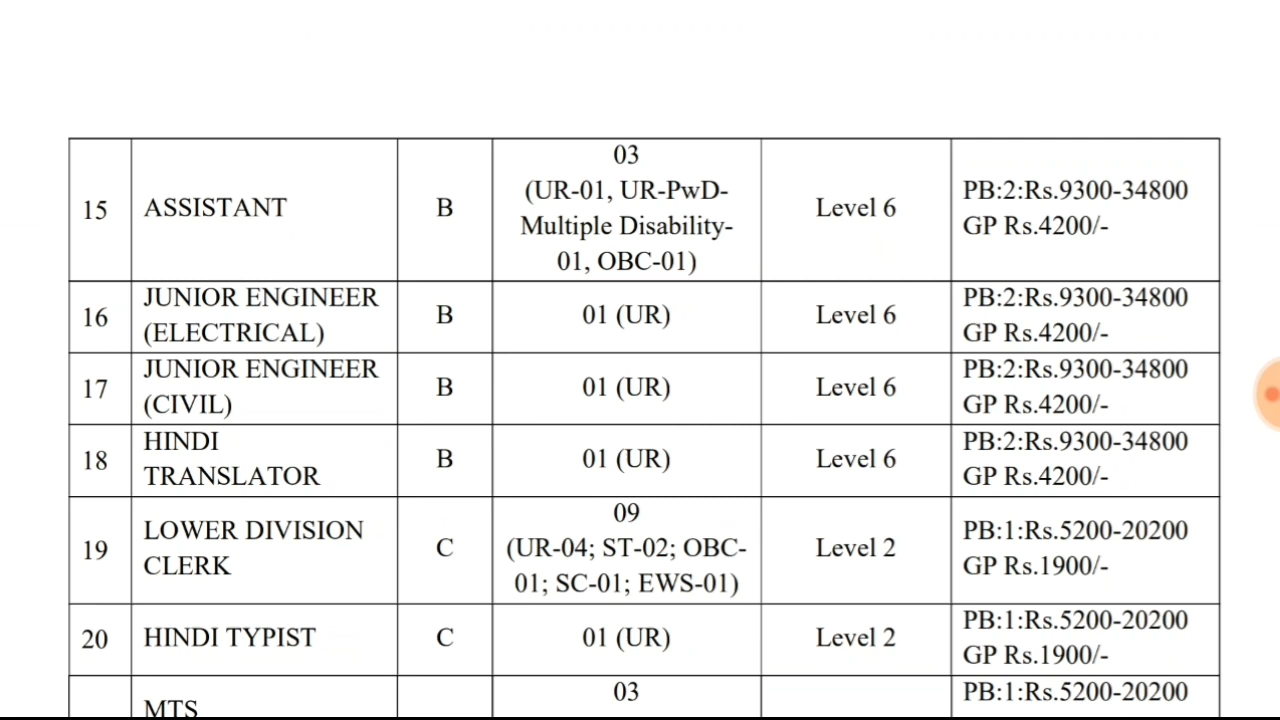 15 ASSISTANT B 03 (UR-01, UR-PwD- Multiple Disability- 01, OBC-01) Level 6 PB:2:Rs.9300-34800 GP Rs.4200/-
16 JUNIOR ENGINEER (ELECTRICAL) B 01 (UR) Level 6 PB:2:Rs.9300-34800 GP Rs.4200/-
17 JUNIOR ENGINEER (CIVIL) B 01 (UR) Level 6 PB:2:Rs.9300-34800 GP Rs.4200/-
18 HINDI TRANSLATOR B 01 (UR) Level 6 PB:2:Rs.9300-34800 GP Rs.4200/-
19 LOWER DIVISION CLERK C 09 (UR-04; ST-02; OBC- 01; SC-01; EWS-01) Level 2 PB:1:Rs.5200-20200 GP Rs.1900/-
20 HINDI TYPIST C 01 (UR) Level 2 PB:1:Rs.5200-20200 GP Rs.1900/-
MTS 03 PB:1:Rs.5200-20200